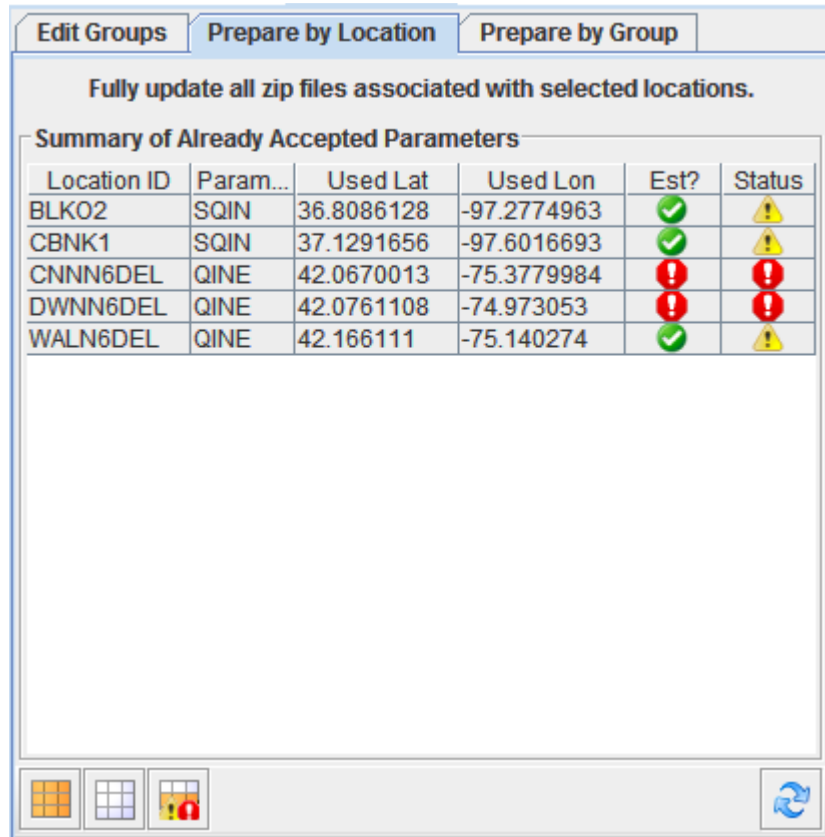 Edit Groups Prepare by Location Prepare by Group
Fully update all zip files associated with selected locations.
Summary of Already Accepted Parameters
Location ID Param... Used Lat Used Lon Est? Status
BLKO2 SQIN 36.8086128 -97.2774963
CBNK1 SQIN 37.1291656 -97.6016693
CNNN6DEL QINE 42.0670013 -75.3779984
DWNN6DEL QINE 42.0761108 -74.973053
WALN6DEL QINE 42.166111 -75.140274